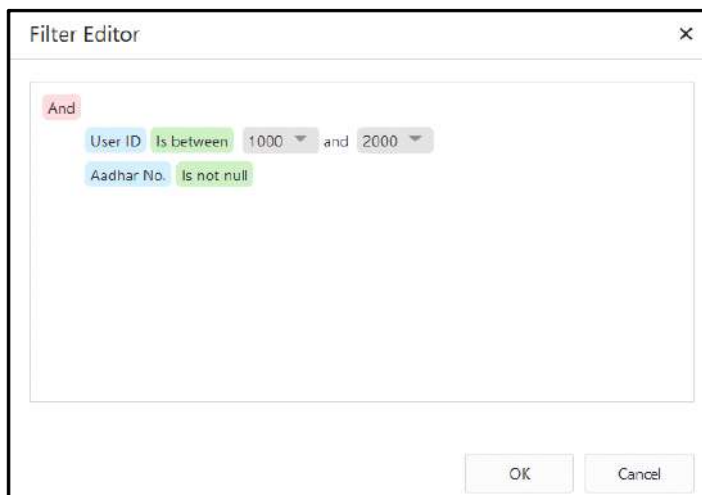 Filter Editor ×
And
User ID Is between 1000 and 2000
Aadhar No. Is not null
OK Cancel